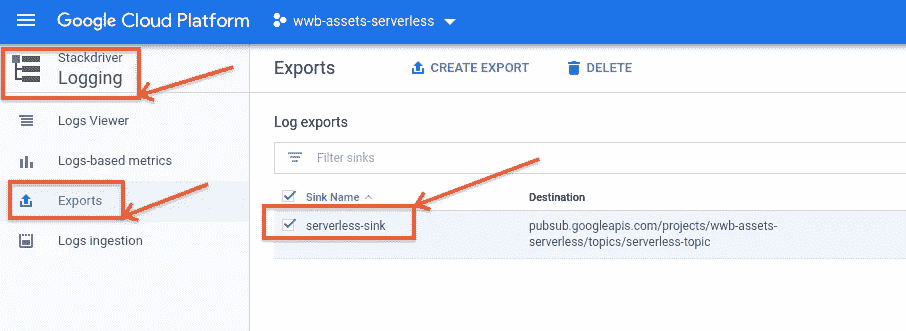 Google Cloud Platform
wwb-assets-serverless
Stackdriver
Logging
Exports
CREATE EXPORT
DELETE
Logs Viewer
Logs-based metrics
Exports
Logs ingestion
Log exports
Filter sinks
Sink Name
Destination
serverless-sink
pubsub.googleapis.com/projects/wwb-assets-
serverless/topics/serverless-topic